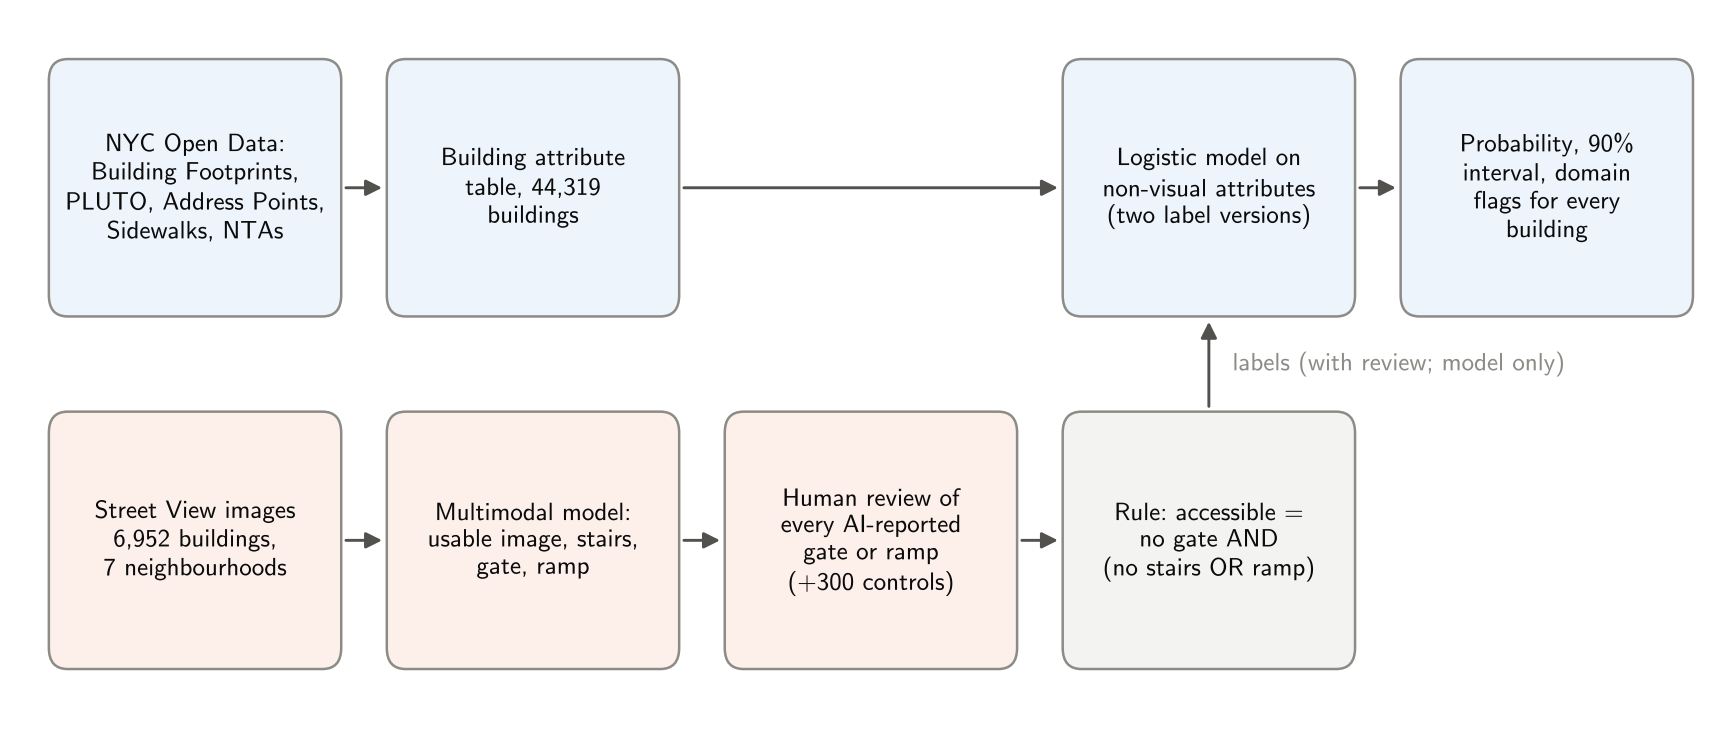 NYC Open Data:
Building Footprints,
PLUTO, Address Points,
Sidewalks, NTAs
Building attribute
table, 44,319
buildings
Logistic model on
non-visual attributes
(two label versions)
Probability, 90%
interval, domain
flags for every
building
labels (with review; model only)
Street View images
6,952 buildings,
7 neighbourhoods
Multimodal model:
usable image, stairs,
gate, ramp
Human review of
every AI-reported
gate or ramp
(+300 controls)
Rule: accessible =
no gate AND
(no stairs OR ramp)